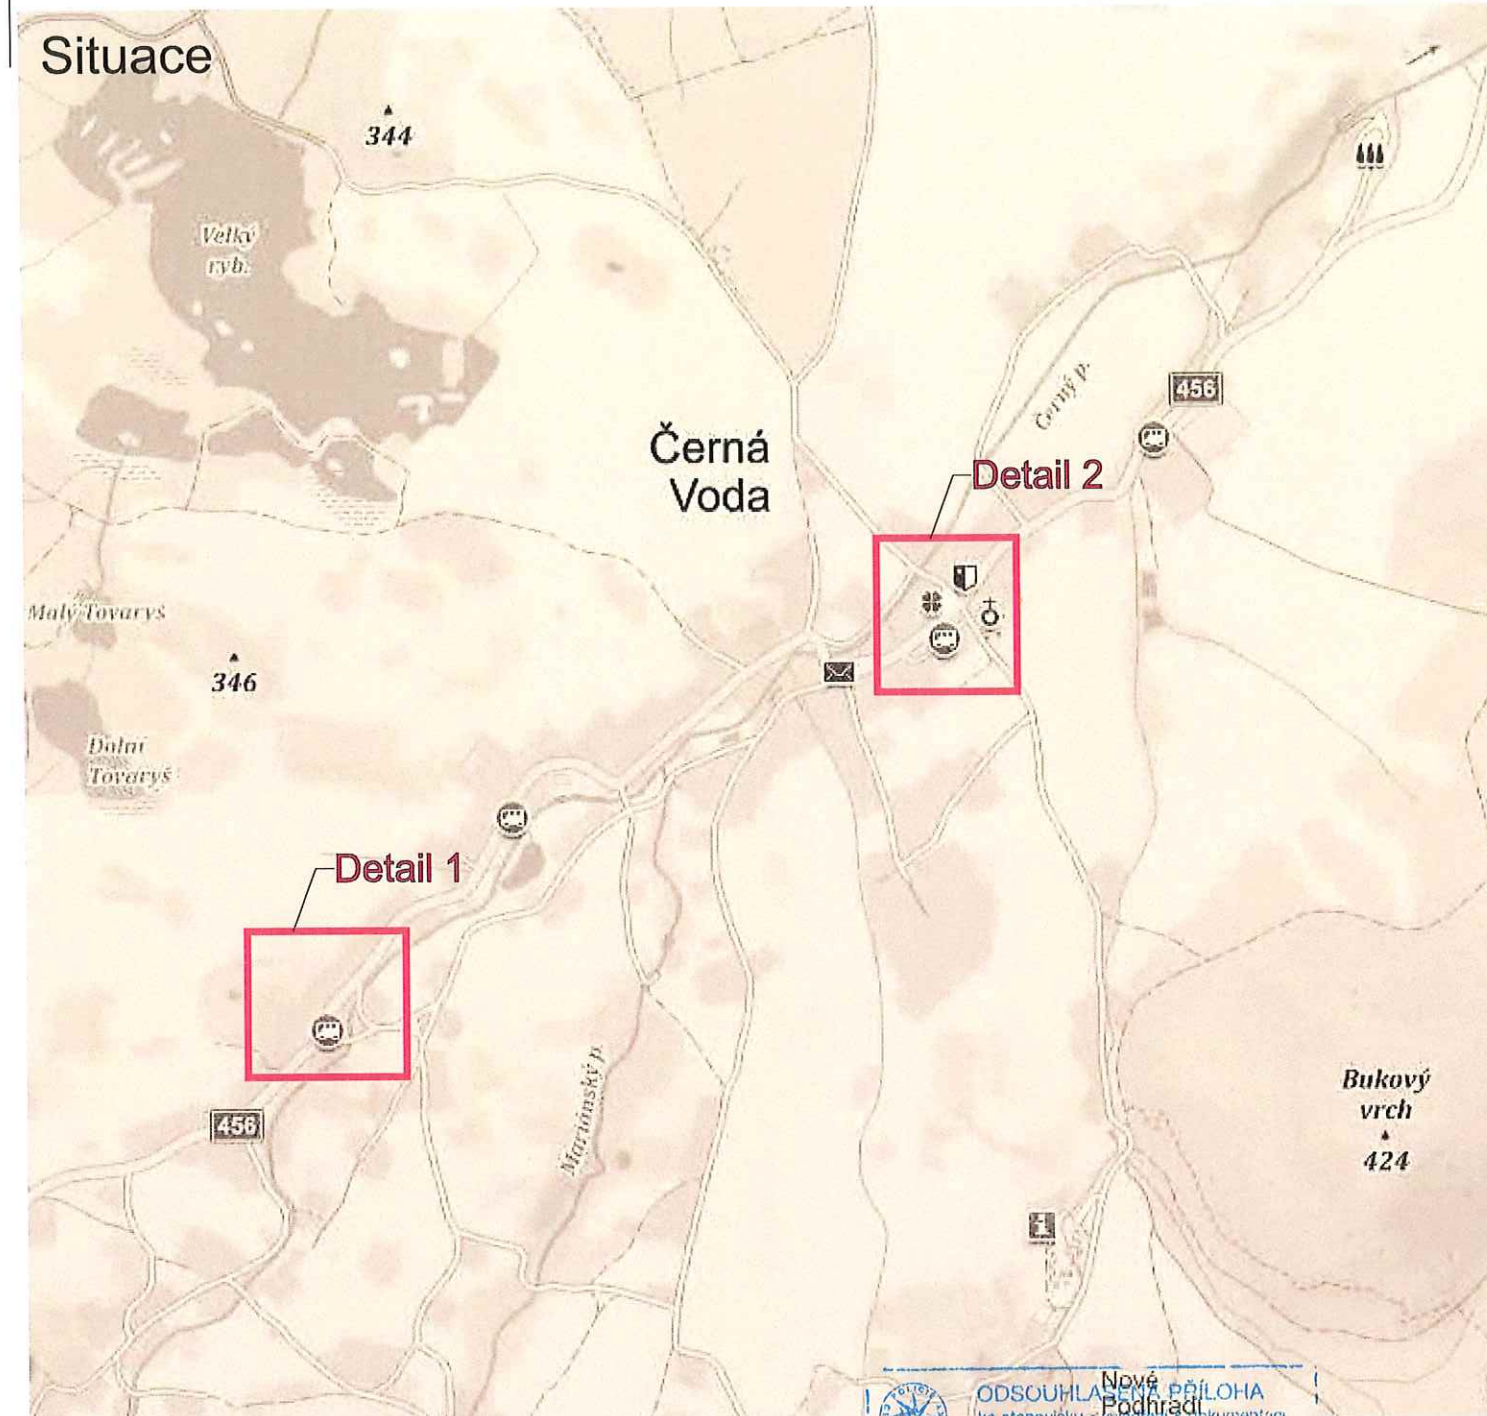 Situace
344
Velký
ryb.
456
Černý p.
Černá
Voda
Detail 2
Malý Tovaryš
346
Dolní
Tovaryš
Detail 1
456
Mariánský p.
Bukový
vrch
424
Nové
Podhradí
ODSOUHLASENÁ PŘÍLOHA